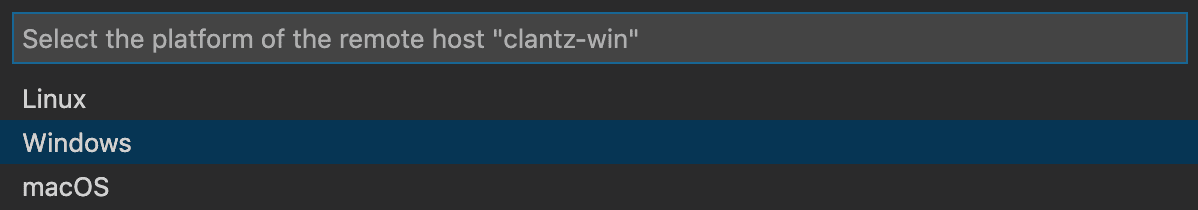 Select the platform of the remote host "clantz-win"
Linux
Windows
macOS